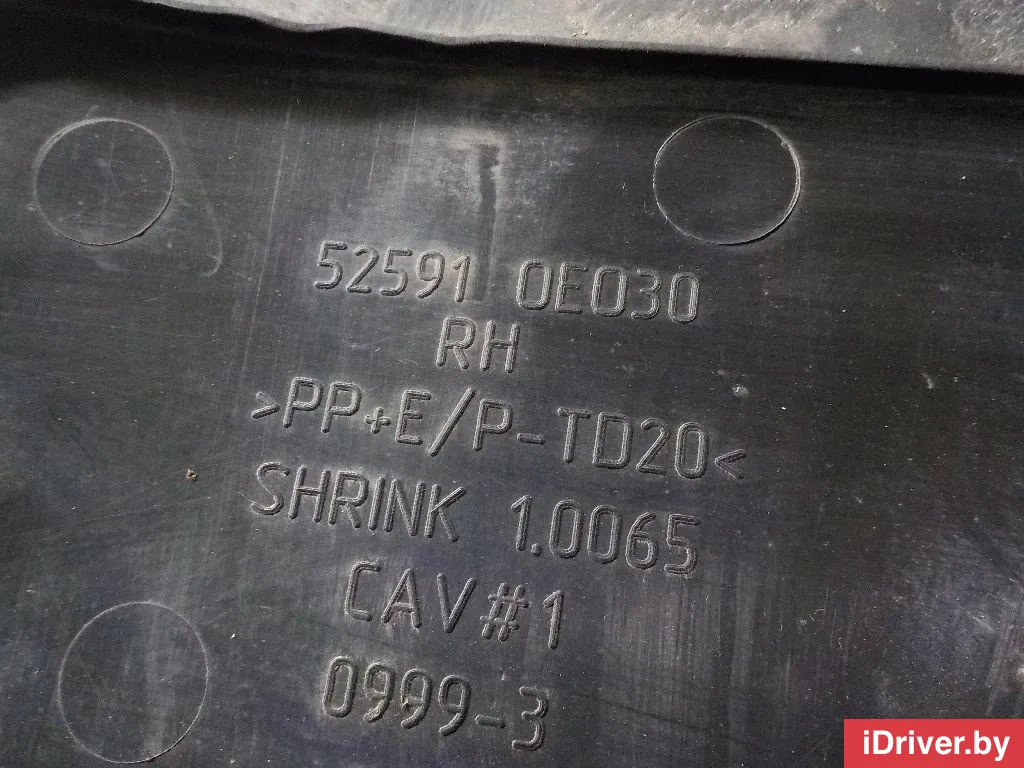 52591 0E030
RH
>PP+E/P-TD20<
SHRINK 1.0065
CAV#1
0999-3
iDriver.by